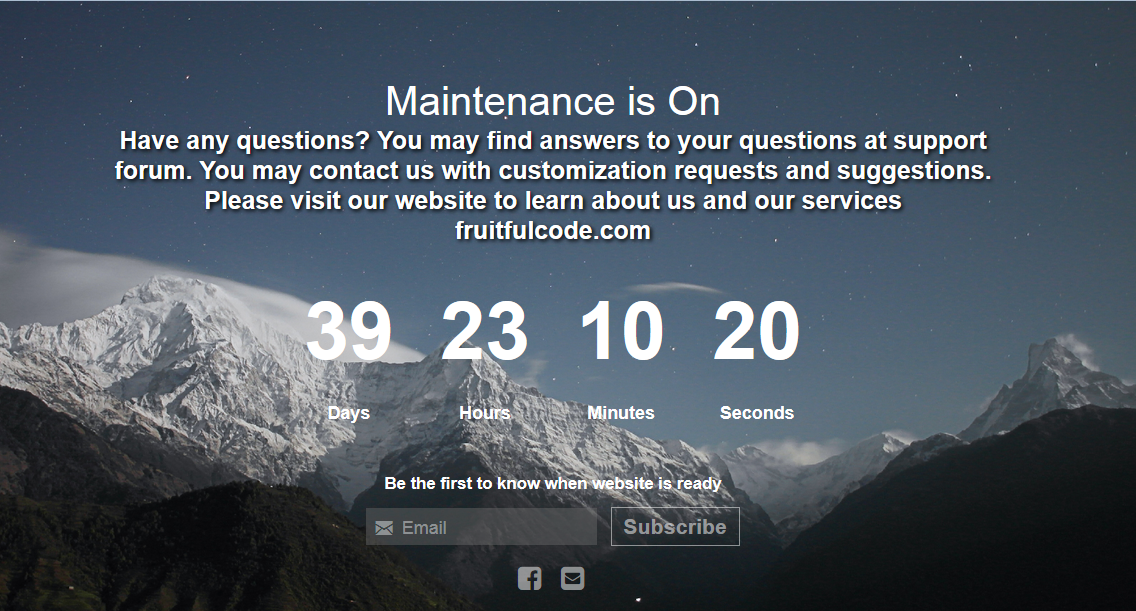 Maintenance is On
Have any questions? You may find answers to your questions at support
forum. You may contact us with customization requests and suggestions.
Please visit our website to learn about us and our services
fruitfulcode.com
39 23 10 20
Days Hours Minutes Seconds
Be the first to know when website is ready
Email Subscribe